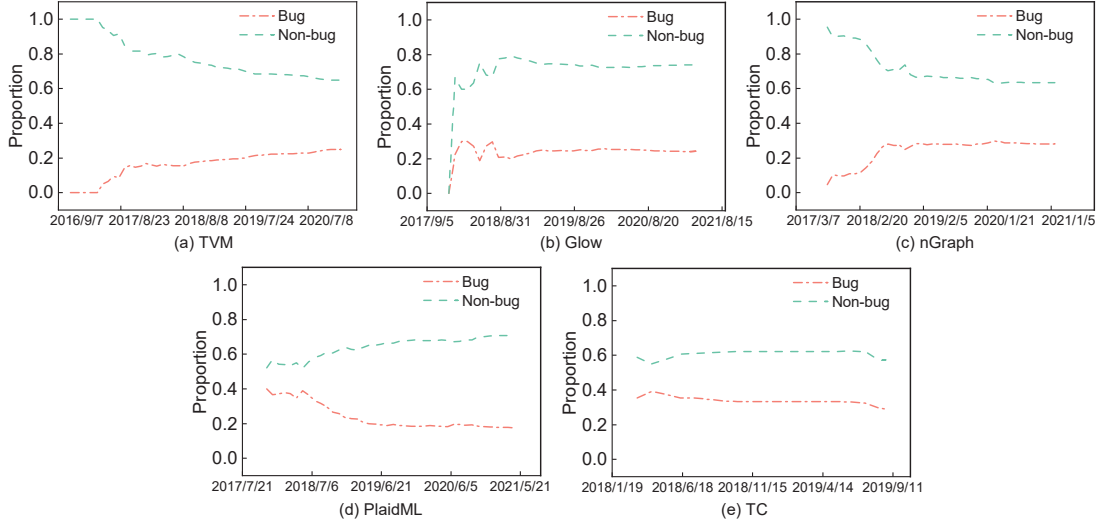 Proportion
1.0
0.8
0.6
0.4
0.2
0.0
Bug
Non-bug
2016/9/7 2017/8/23 2018/8/8 2019/7/24 2020/7/8
(a) TVM
Proportion
1.0
0.8
0.6
0.4
0.2
0.0
Bug
Non-bug
2017/9/5 2018/8/31 2019/8/26 2020/8/20 2021/8/15
(b) Glow
Proportion
1.0
0.8
0.6
0.4
0.2
0.0
Bug
Non-bug
2017/3/7 2018/2/20 2019/2/5 2020/1/21 2021/1/5
(c) nGraph
Proportion
1.0
0.8
0.6
0.4
0.2
0.0
Bug
Non-bug
2017/7/21 2018/7/6 2019/6/21 2020/6/5 2021/5/21
(d) PlaidML
Proportion
1.0
0.8
0.6
0.4
0.2
0.0
Bug
Non-bug
2018/1/19 2018/6/18 2018/11/15 2019/4/14 2019/9/11
(e) TC